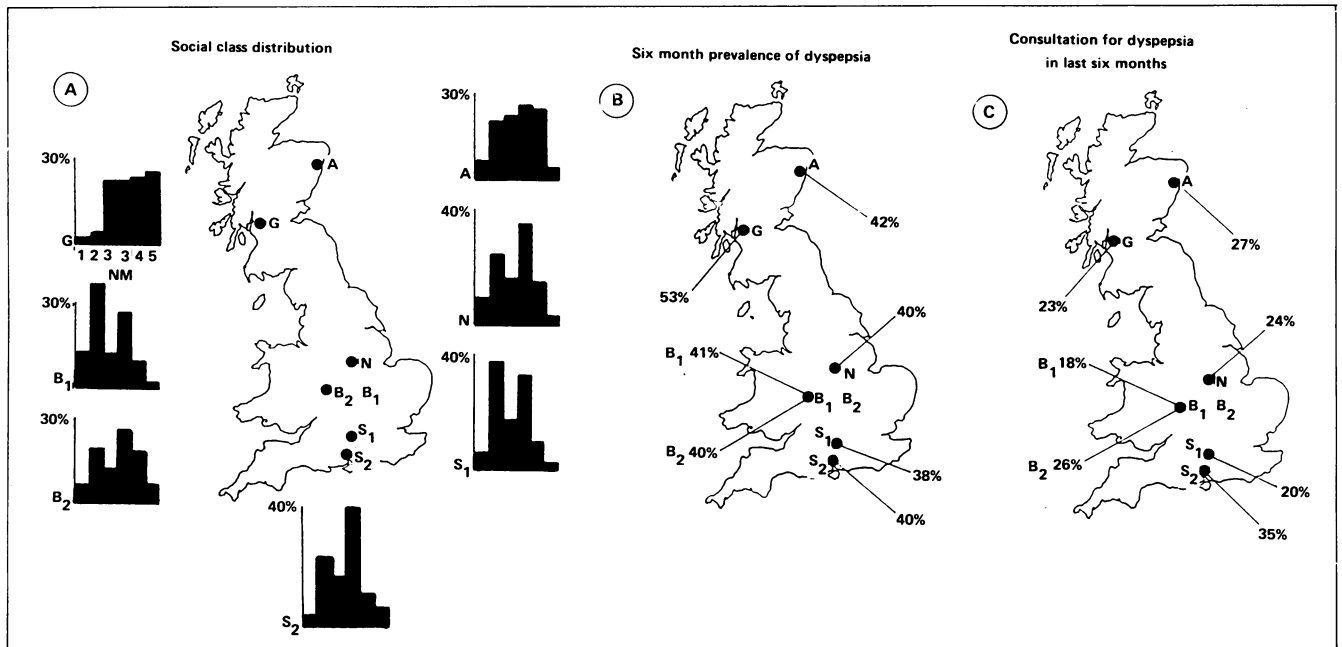 Social class distribution
A
30%
G
1 2 3 3 4 5
NM
30%
B1
30%
B2
40%
S2
30%
A
40%
N
40%
S1
A
G
N
B2 B1
S1
S2
Six month prevalence of dyspepsia
B
A
42%
G
53%
40%
N
B1 41%
B1 B2
B2 40%
S1
38%
S2
40%
Consultation for dyspepsia
in last six months
C
A
27%
G
23%
24%
N
B1 18%
B1 B2
B2 26%
S1
20%
S2
35%